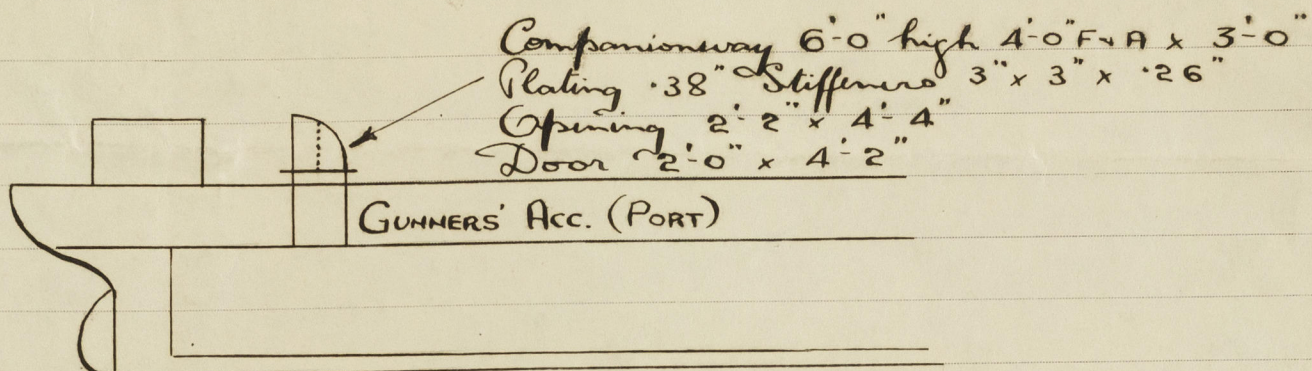 Companionway 6'-0" high 4'-0" F & A x 3'-0"
Plating .38" Stiffeners 3" x 3" x .26"
Opening 2'-2" x 4'-4"
Door 2'-0" x 4'-2"
GUNNERS' ACC. (PORT)